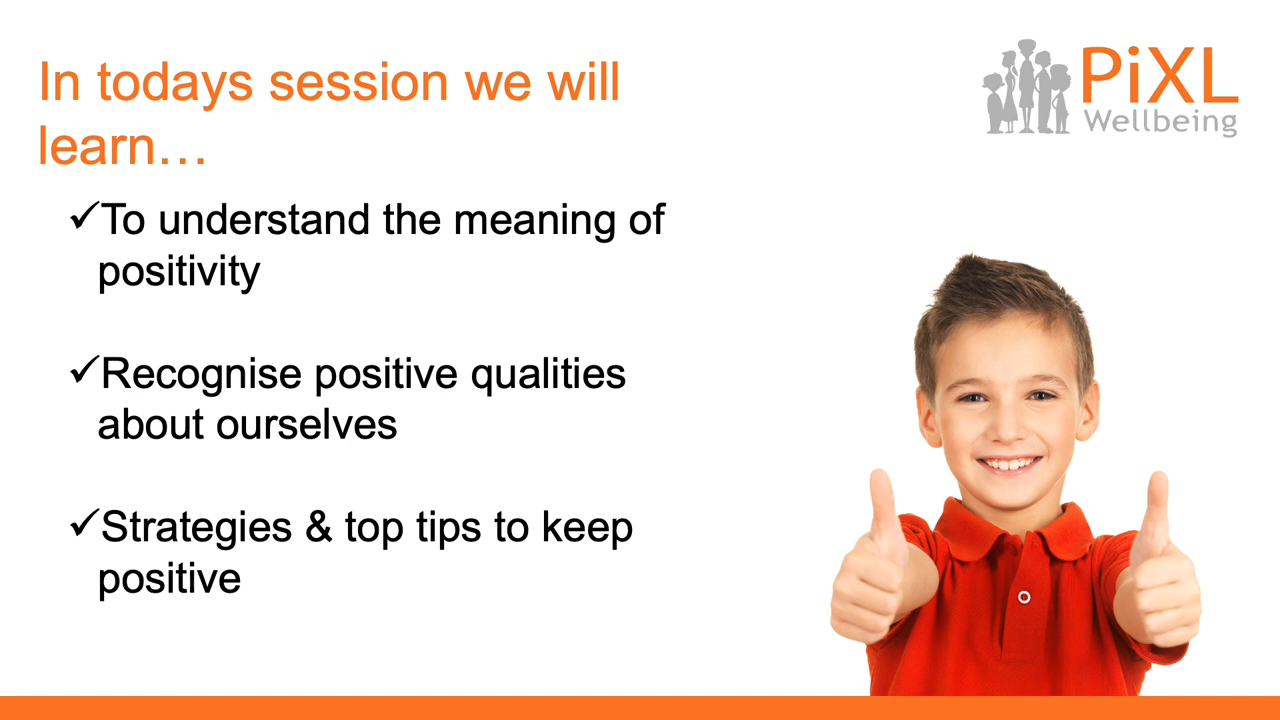 In todays session we will
learn…
PiXL
Wellbeing
✓To understand the meaning of
positivity
✓Recognise positive qualities
about ourselves
✓Strategies & top tips to keep
positive